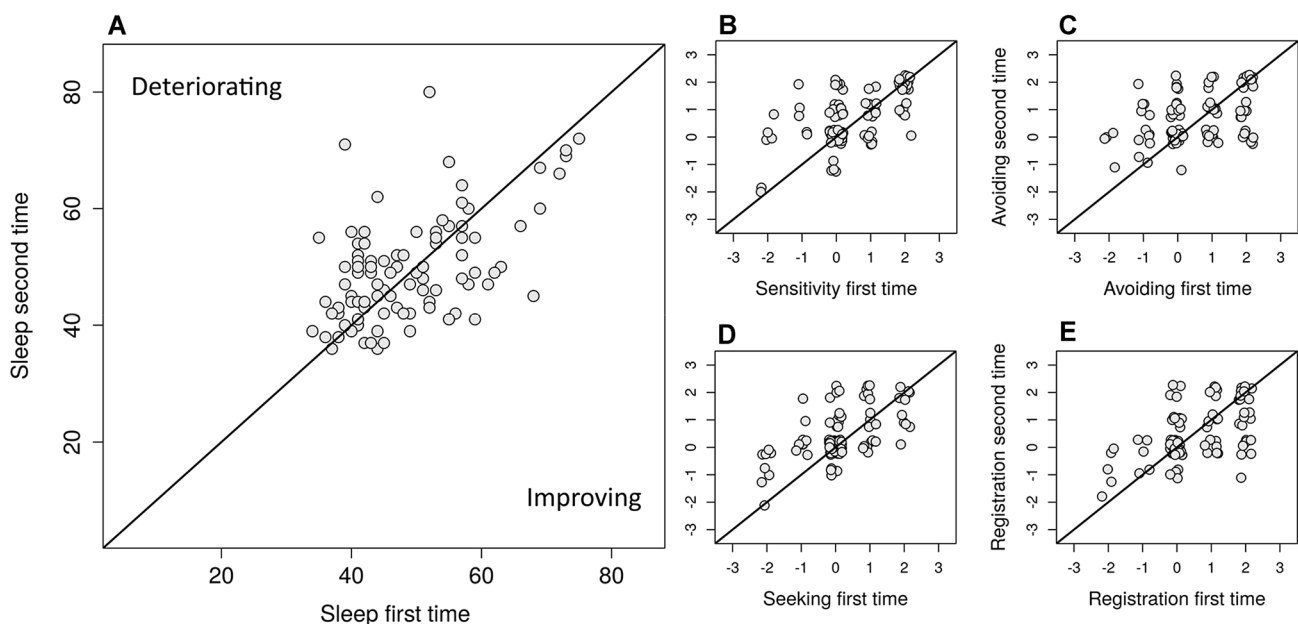 A
Deteriorating
Improving
Sleep second time
80
60
40
20
20 40 60 80
Sleep first time
B
3
2
1
0
-1
-2
-3
-3 -2 -1 0 1 2 3
Sensitivity first time
C
Avoiding second time
3
2
1
0
-1
-2
-3
-3 -2 -1 0 1 2 3
Avoiding first time
D
3
2
1
0
-1
-2
-3
-3 -2 -1 0 1 2 3
Seeking first time
E
Registration second time
3
2
1
0
-1
-2
-3
-3 -2 -1 0 1 2 3
Registration first time